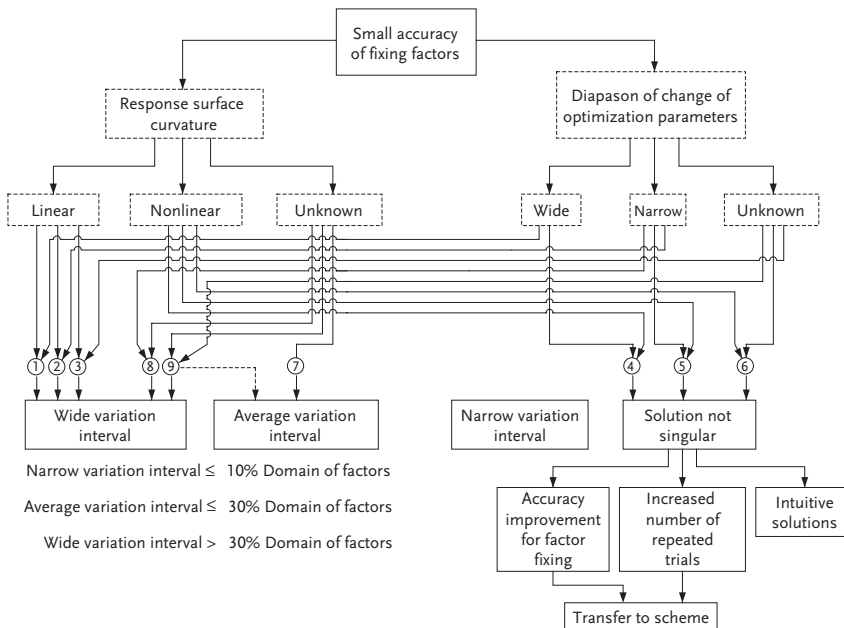 Small accuracy
of fixing factors
Response surface
curvature
Diapason of change of
optimization parameters
Linear
Nonlinear
Unknown
Wide
Narrow
Unknown
1
2
3
8
9
7
4
5
6
Wide variation
interval
Average variation
interval
Narrow variation
interval
Solution not
singular
Narrow variation interval ≤ 10% Domain of factors
Average variation interval ≤ 30% Domain of factors
Wide variation interval > 30% Domain of factors
Accuracy
improvement
for factor
fixing
Increased
number of
repeated
trials
Intuitive
solutions
Transfer to scheme